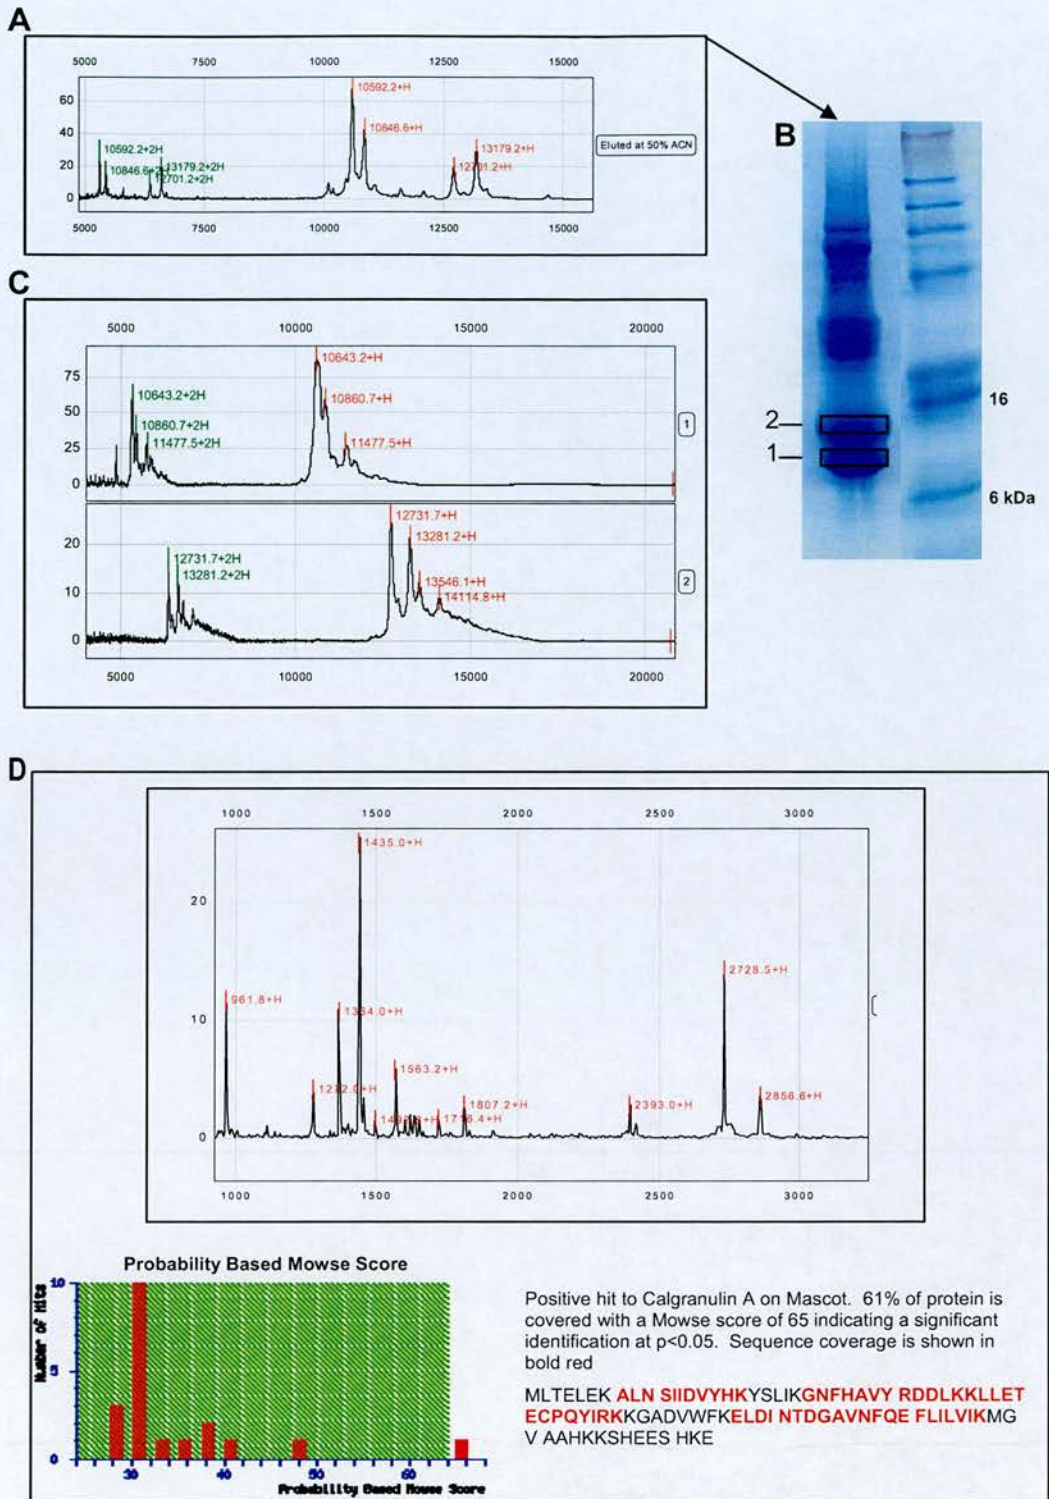 A
5000 7500 10000 12500 15000
10592.2+H
60
10846.6+H
40
10592.2+2H
13179.2+H
Eluted at 50% ACN
20
10846.6+2H
13179.2+2H
12701.2+H
12701.2+2H
0
5000 7500 10000 12500 15000
B
16
2
1
6 kDa
C
5000 10000 15000 20000
10643.2+H
75
10643.2+2H
10860.7+H
50
10860.7+2H
11477.5+2H
11477.5+H
25
0
1
12731.7+H
20
13281.2+H
12731.7+2H
13281.2+2H
13546.1+H
10
14114.8+H
0
2
5000 10000 15000 20000
D
1000 1500 2000 2500 3000
1435.0+H
20
2728.5+H
961.8+H
10
1563.2+H
2856.6+H
1807.2+H
2393.0+H
1716.4+H
0
1000 1500 2000 2500 3000
Probability Based Mowse Score
Number of Hits
10
5
0
30 40 50 60
Probability Based Mowse Score
Positive hit to Calgranulin A on Mascot. 61% of protein is
covered with a Mowse score of 65 indicating a significant
identification at p<0.05. Sequence coverage is shown in
bold red
MLTELEK ALN SIIDVYHKYSLIKGNFHAVY RDDLKKLLET
ECPQYIRKKGADVWFKELDI NTDGAVNFQE FLILVIKMG
V AAHKKSHEES HKE